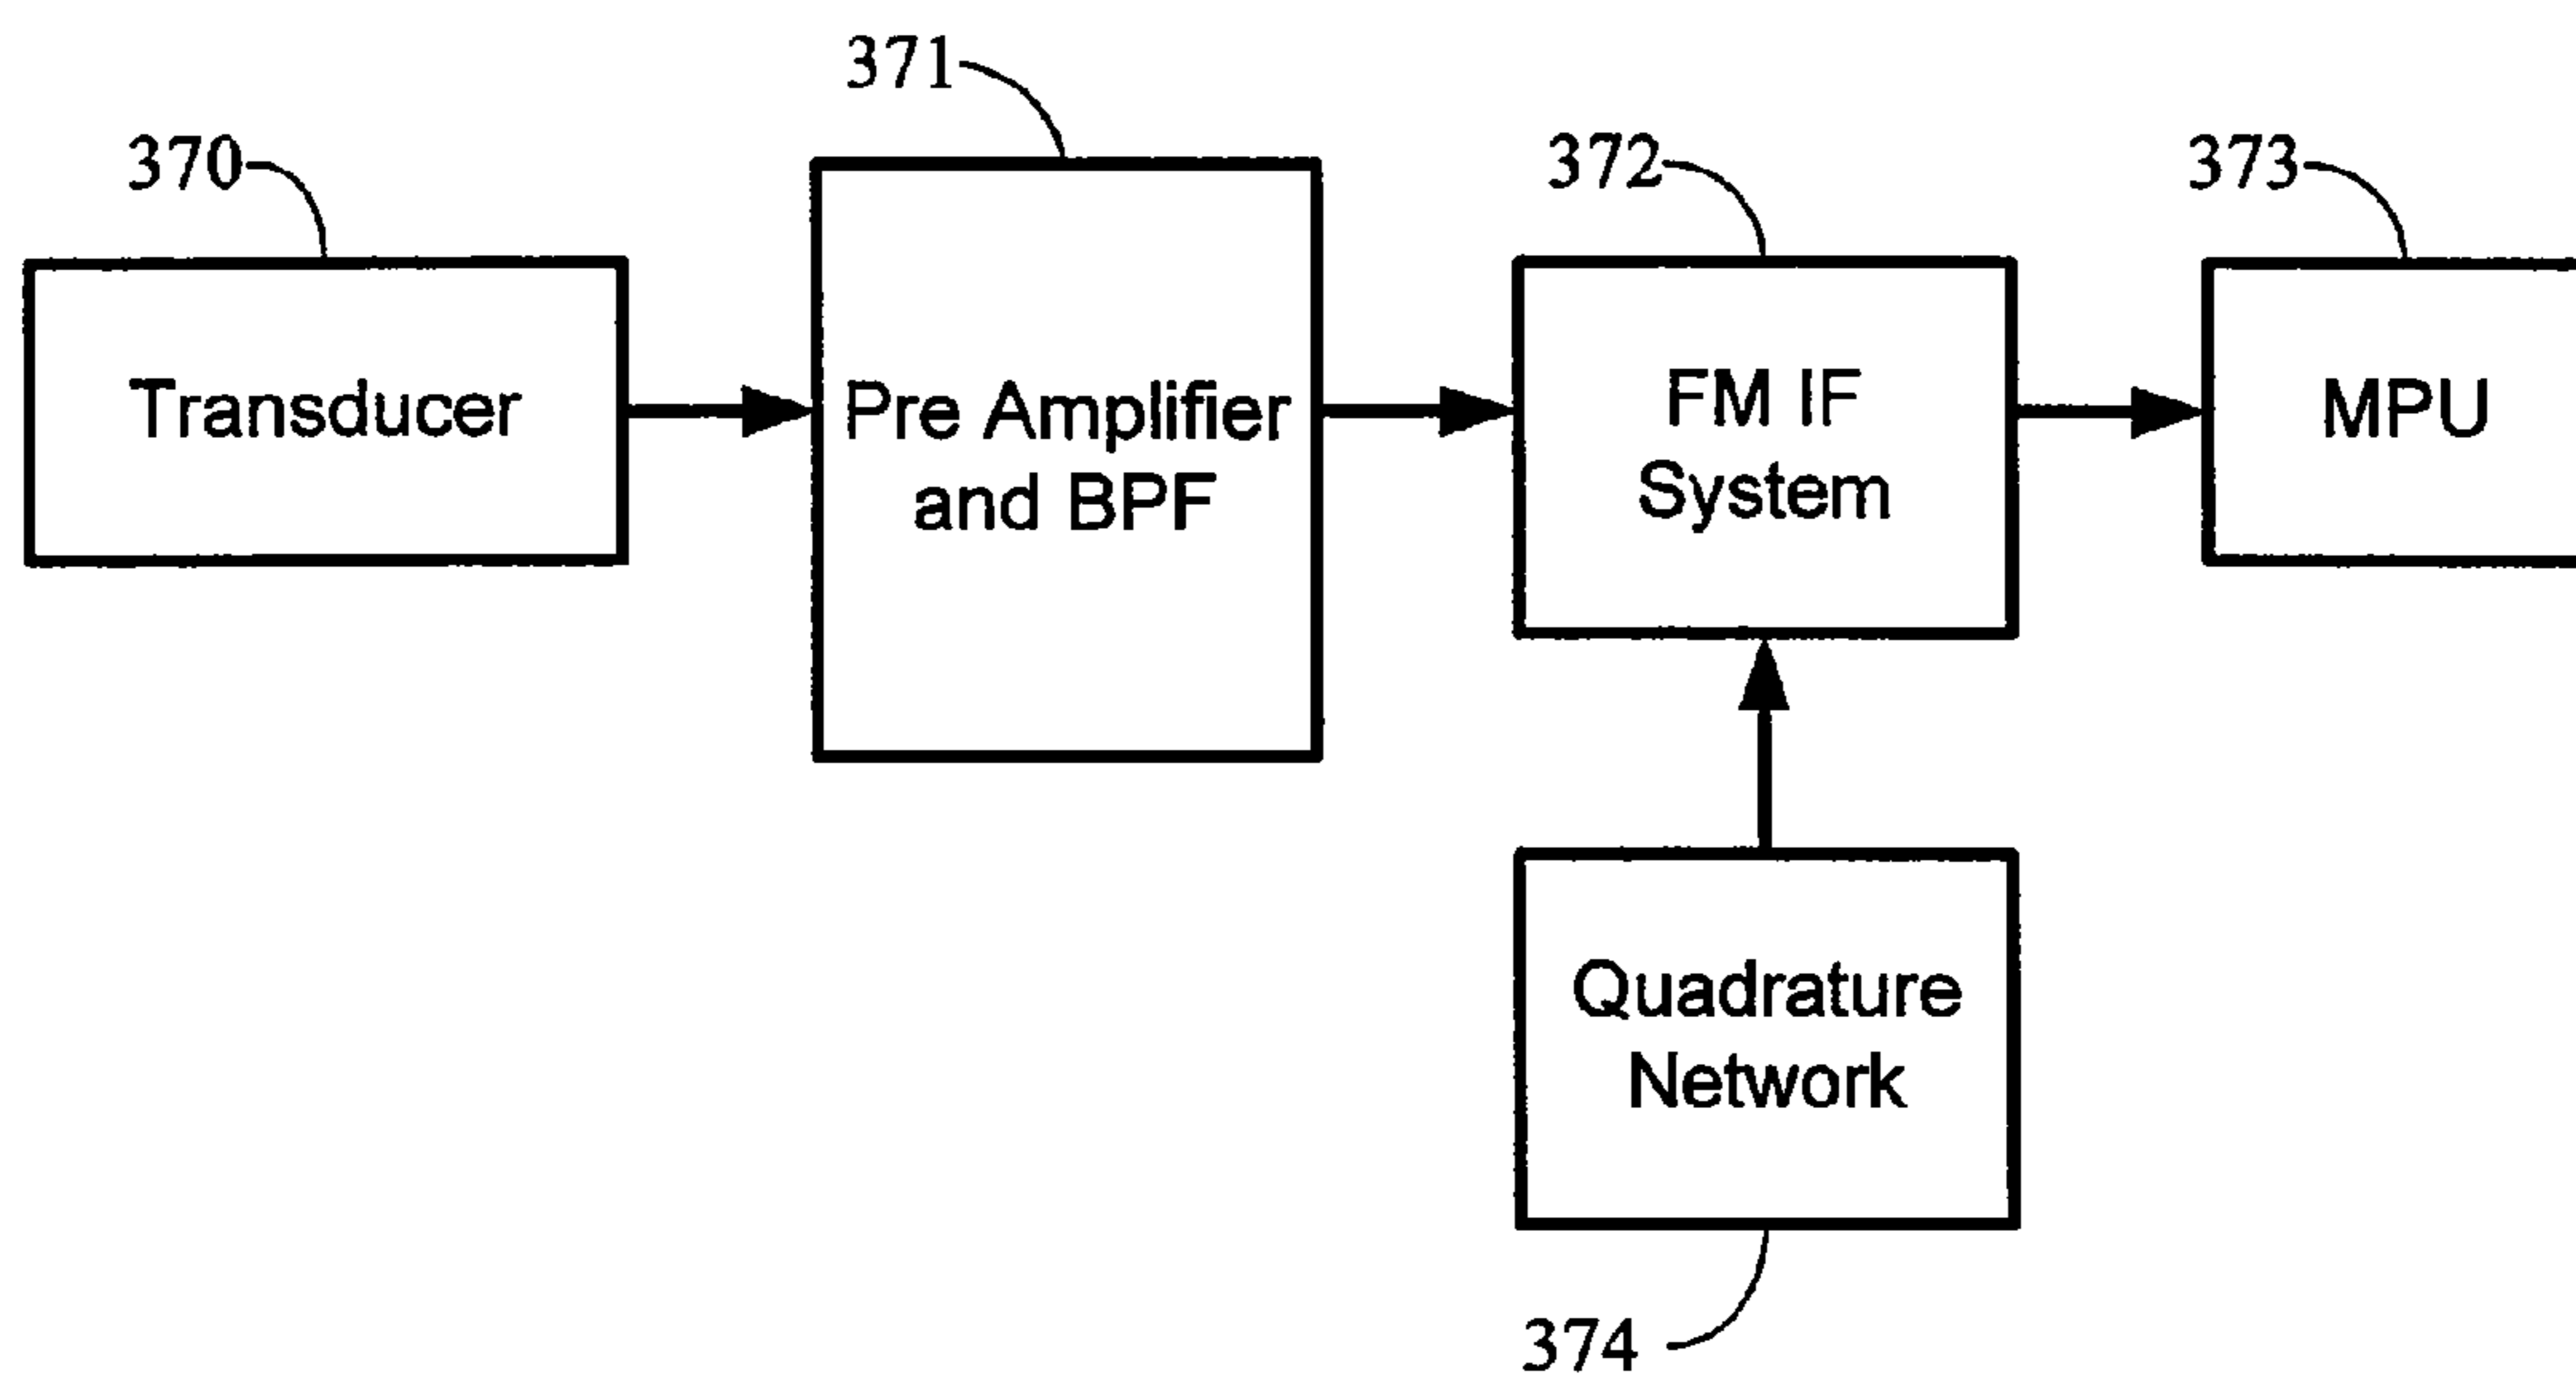 371
370
372
373
Transducer
Pre Amplifier
and BPF
FM IF
System
MPU
Quadrature
Network
374